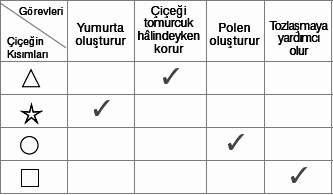 Görevleri
Çiçeğin
Kısımları
Yumurta
oluşturur
Çiçeği
tomurcuk
hâlindeyken
korur
Polen
oluşturur
Tozlaşmaya
yardımcı
olur